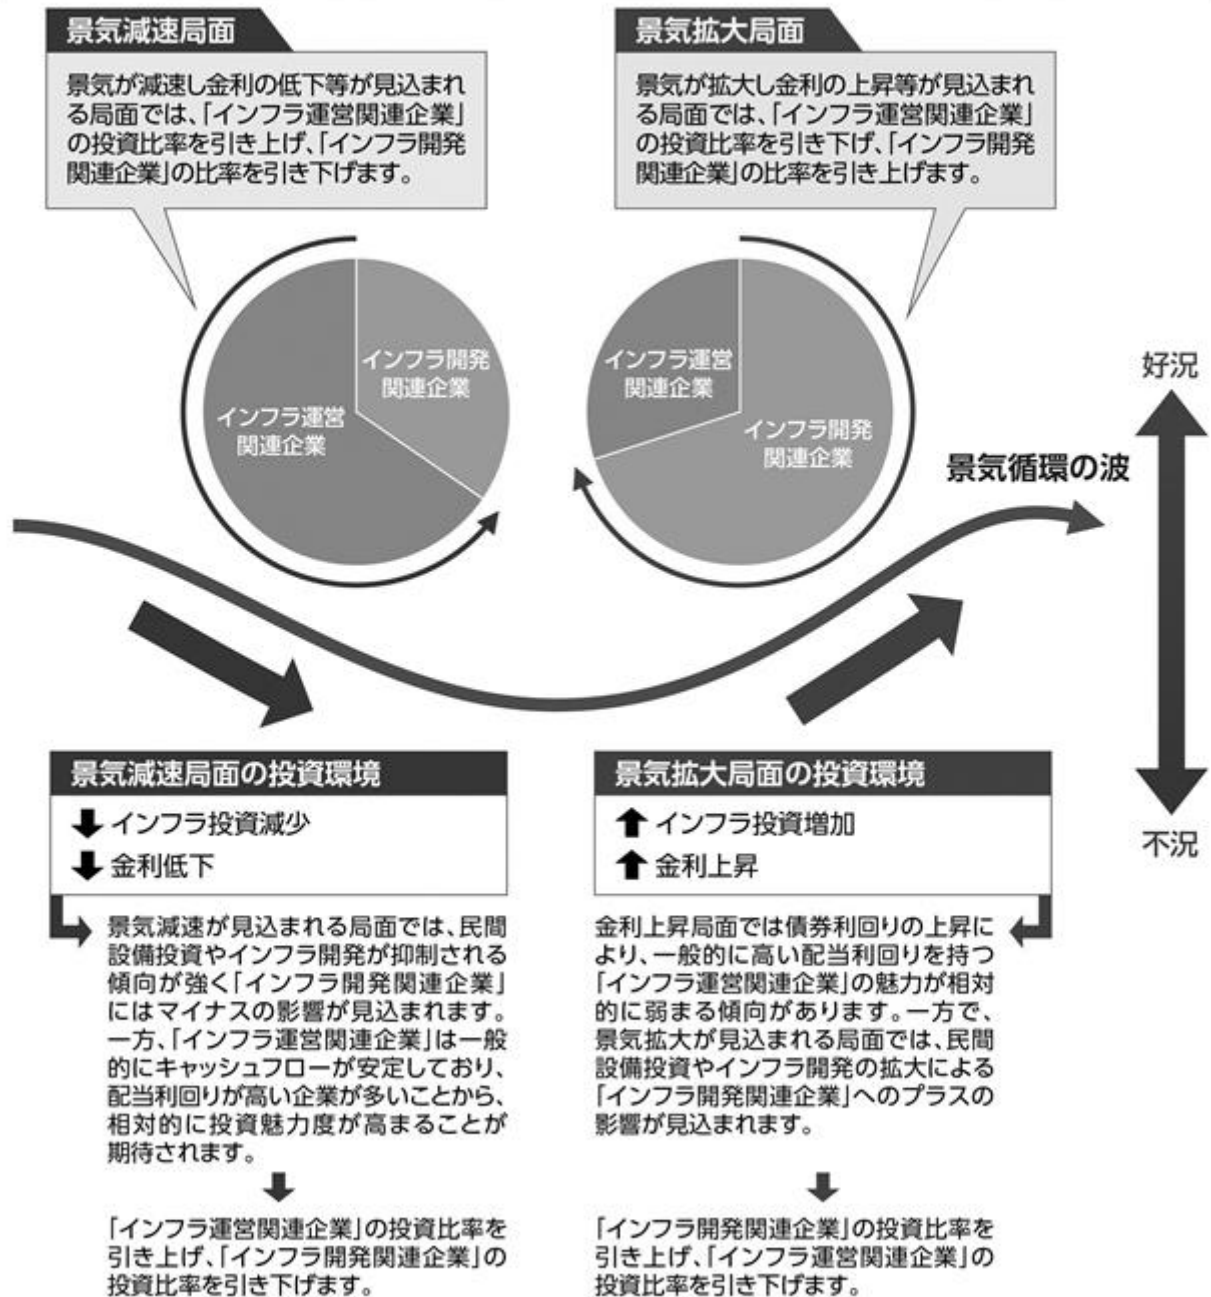 景気減速局面
景気が減速し金利の低下等が見込まれ
る局面では、「インフラ運営関連企業」
の投資比率を引き上げ、「インフラ開発
関連企業」の比率を引き下げます。
景気拡大局面
景気が拡大し金利の上昇等が見込まれ
る局面では、「インフラ運営関連企業」
の投資比率を引き下げ、「インフラ開発
関連企業」の比率を引き上げます。
インフラ開発
関連企業
インフラ運営
関連企業
インフラ運営
関連企業
インフラ開発
関連企業
好況
景気循環の波
不況
景気減速局面の投資環境
インフラ投資減少
金利低下
景気減速が見込まれる局面では、民間
設備投資やインフラ開発が抑制される
傾向が強く「インフラ開発関連企業」
にはマイナスの影響が見込まれます。
一方、「インフラ運営関連企業」は一般
的にキャッシュフローが安定しており、
配当利回りが高い企業が多いことから、
相対的に投資魅力度が高まることが
期待されます。
「インフラ運営関連企業」の投資比率を
引き上げ、「インフラ開発関連企業」の
投資比率を引き下げます。
景気拡大局面の投資環境
インフラ投資増加
金利上昇
金利上昇局面では債券利回りの上昇に
より、一般的に高い配当利回りを持つ
「インフラ運営関連企業」の魅力が相対
的に弱まる傾向があります。一方で、
景気拡大が見込まれる局面では、民間
設備投資やインフラ開発の拡大による
「インフラ開発関連企業」へのプラスの
影響が見込まれます。
「インフラ開発関連企業」の投資比率を
引き上げ、「インフラ運営関連企業」の
投資比率を引き下げます。